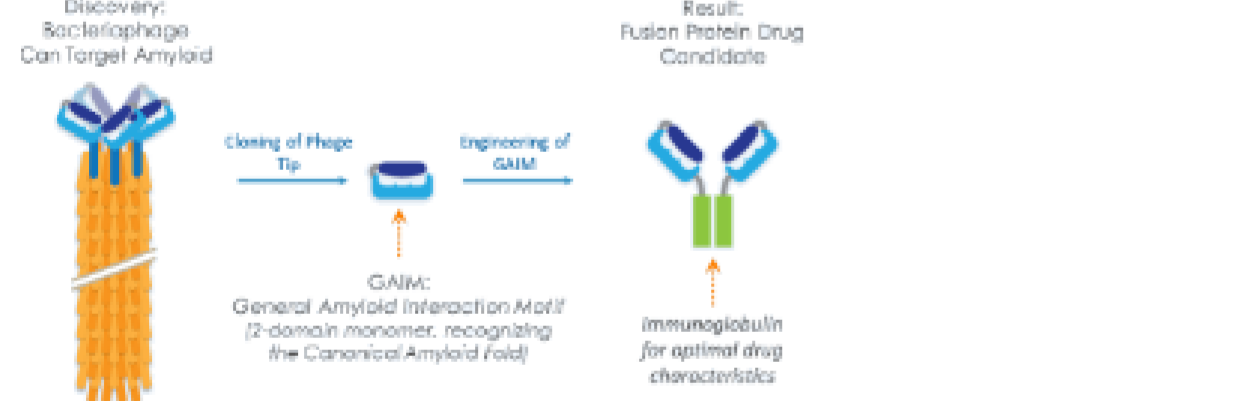 Discovery:
Bacteriophage
Can Target Amyloid
Result:
Fusion Protein Drug
Candidate
Cloning of Phage
Tip
Engineering of
GAIM
GAIM:
General Amyloid Interaction Motif
(2-domain monomer, recognizing
the Canonical Amyloid Fold)
Immunoglobulin
for optimal drug
characteristics